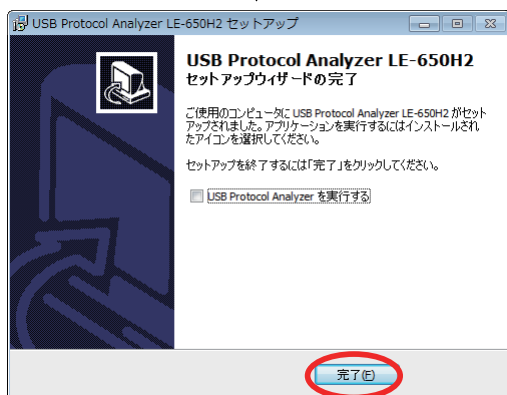 USB Protocol Analyzer LE-650H2 セットアップ
USB Protocol Analyzer LE-650H2
セットアップウィザードの完了
ご使用のコンピュータに USB Protocol Analyzer LE-650H2 がセット
アップされました。アプリケーションを実行するにはインストールされ
たアイコンを選択してください。
セットアップを終了するには「完了」をクリックしてください。
USB Protocol Analyzer を実行する
完了(F)